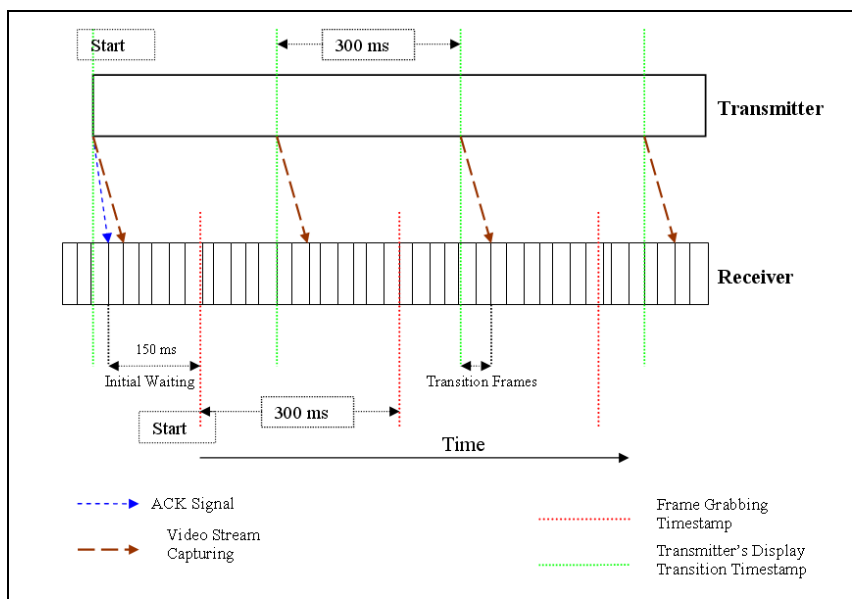 Start
300 ms
Transmitter
Receiver
150 ms
Initial Waiting
Transition Frames
300 ms
Start
Time
ACK Signal
Video Stream
Capturing
Frame Grabbing
Timestamp
Transmitter's Display
Transition Timestamp